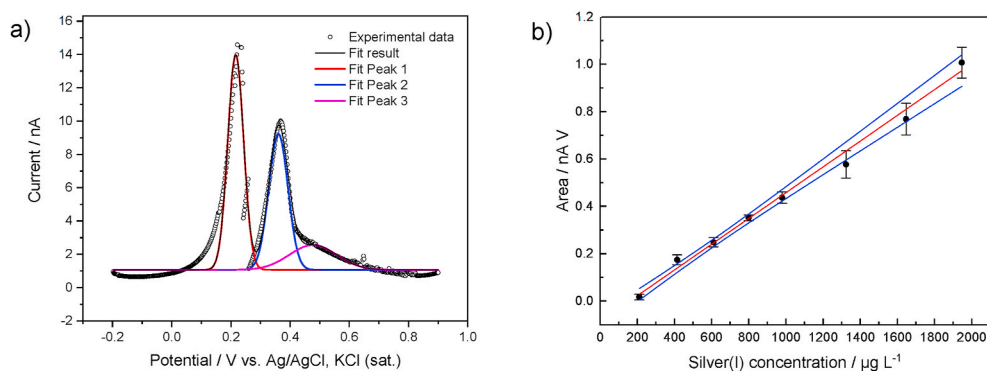 a)
16
14
12
10
8
6
4
2
0
-2
Current / nA
Experimental data
Fit result
Fit Peak 1
Fit Peak 2
Fit Peak 3
-0.2 0.0 0.2 0.4 0.6 0.8 1.0
Potential / V vs. Ag/AgCl, KCl (sat.)
b)
1.2
1.0
0.8
0.6
0.4
0.2
0.0
Area / nA V
0 200 400 600 800 1000 1200 1400 1600 1800 2000
Silver(I) concentration / µg L⁻¹